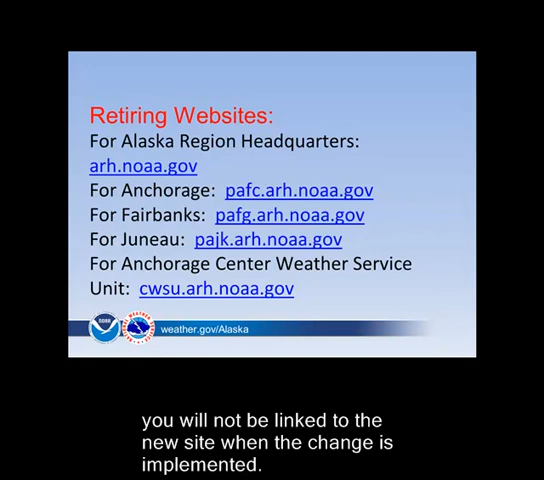 Retiring Websites:
For Alaska Region Headquarters:
arh.noaa.gov
For Anchorage: pafc.arh.noaa.gov
For Fairbanks: pafg.arh.noaa.gov
For Juneau: pajk.arh.noaa.gov
For Anchorage Center Weather Service
Unit: cwsu.arh.noaa.gov
NOAA
weather.gov/Alaska
you will not be linked to the
new site when the change is
implemented.